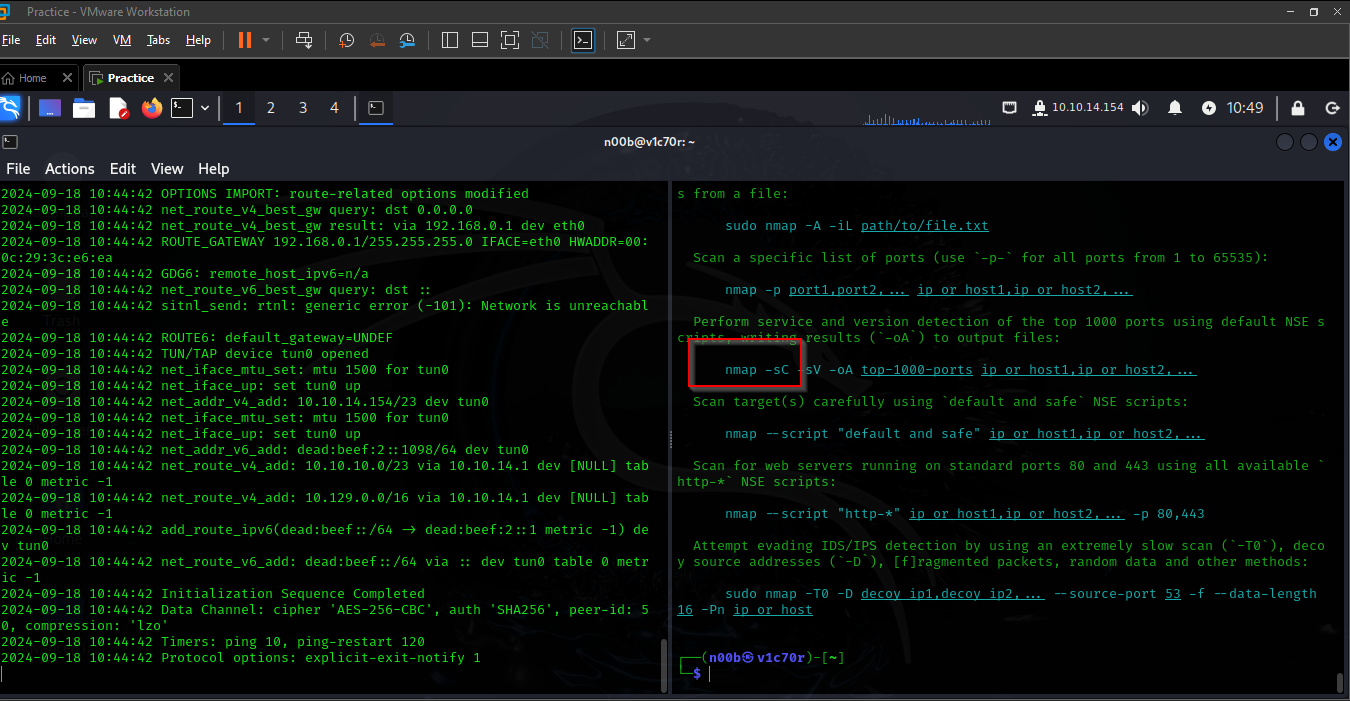 Practice - VMware Workstation
File Edit View VM Tabs Help
Home Practice
1 2 3 4 10.10.14.154 10:49
n00b@v1c70r: ~
File Actions Edit View Help
2024-09-18 10:44:42 OPTIONS IMPORT: route-related options modified
2024-09-18 10:44:42 net_route_v4_best_gw query: dst 0.0.0.0
2024-09-18 10:44:42 net_route_v4_best_gw result: via 192.168.0.1 dev eth0
2024-09-18 10:44:42 ROUTE_GATEWAY 192.168.0.1/255.255.255.0 IFACE=eth0 HWADDR=00:
0c:29:3c:e6:ea
2024-09-18 10:44:42 GDG6: remote_host_ipv6=n/a
2024-09-18 10:44:42 net_route_v6_best_gw query: dst ::
2024-09-18 10:44:42 sitnl_send: rtnl: generic error (-101): Network is unreachabl
e
2024-09-18 10:44:42 ROUTE6: default_gateway=UNDEF
2024-09-18 10:44:42 TUN/TAP device tun0 opened
2024-09-18 10:44:42 net_iface_mtu_set: mtu 1500 for tun0
2024-09-18 10:44:42 net_iface_up: set tun0 up
2024-09-18 10:44:42 net_addr_v4_add: 10.10.14.154/23 dev tun0
2024-09-18 10:44:42 net_iface_mtu_set: mtu 1500 for tun0
2024-09-18 10:44:42 net_iface_up: set tun0 up
2024-09-18 10:44:42 net_addr_v6_add: dead:beef:2::1098/64 dev tun0
2024-09-18 10:44:42 net_route_v4_add: 10.10.10.0/23 via 10.10.14.1 dev [NULL] tab
le 0 metric -1
2024-09-18 10:44:42 net_route_v4_add: 10.129.0.0/16 via 10.10.14.1 dev [NULL] tab
le 0 metric -1
2024-09-18 10:44:42 add_route_ipv6(dead:beef::/64 -> dead:beef:2::1 metric -1) de
v tun0
2024-09-18 10:44:42 net_route_v6_add: dead:beef::/64 via :: dev tun0 table 0 metr
ic -1
2024-09-18 10:44:42 Initialization Sequence Completed
2024-09-18 10:44:42 Data Channel: cipher 'AES-256-CBC', auth 'SHA256', peer-id: 5
0, compression: 'lzo'
2024-09-18 10:44:42 Timers: ping 10, ping-restart 120
2024-09-18 10:44:42 Protocol options: explicit-exit-notify 1
s from a file:
sudo nmap -A -iL path/to/file.txt
Scan a specific list of ports (use `-p-` for all ports from 1 to 65535):
nmap -p port1,port2,... ip or host1,ip or host2,...
Perform service and version detection of the top 1000 ports using default NSE s
cripts, writing results (`-oA`) to output files:
nmap -sC -sV -oA top-1000-ports ip or host1,ip or host2,...
Scan target(s) carefully using `default and safe` NSE scripts:
nmap --script "default and safe" ip or host1,ip or host2,...
Scan for web servers running on standard ports 80 and 443 using all available `
http-*` NSE scripts:
nmap --script "http-*" ip or host1,ip or host2,... -p 80,443
Attempt evading IDS/IPS detection by using an extremely slow scan (`-T0`), deco
y source addresses (`-D`), [f]ragmented packets, random data and other methods:
sudo nmap -T0 -D decoy ip1,decoy ip2,... --source-port 53 -f --data-length
16 -Pn ip or host
(n00b㉿v1c70r)-[~]
$